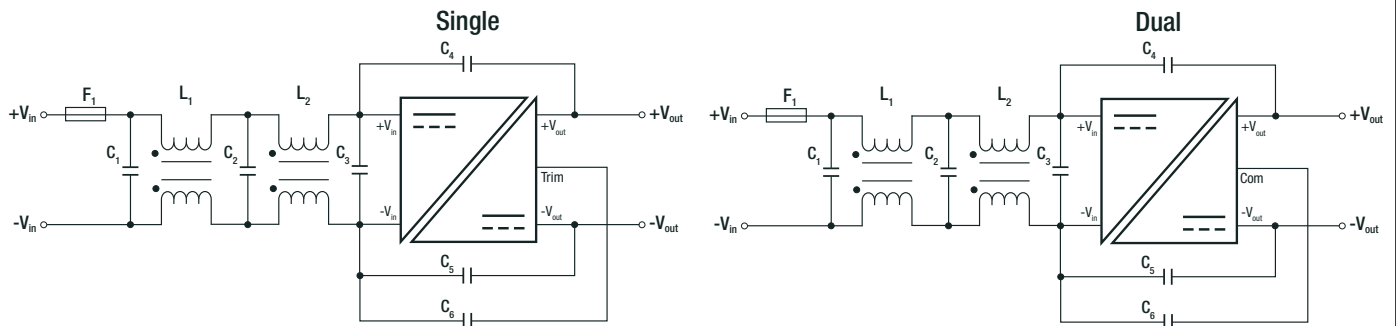 Single
C4
F1
L1
L2
+Vin
+Vout
+Vin
+Vout
C1
C2
C3
Trim
-Vin
-Vout
-Vin
-Vout
C5
C6
Dual
C4
F1
L1
L2
+Vin
+Vout
+Vin
+Vout
C1
C2
C3
Com
-Vin
-Vout
-Vin
-Vout
C5
C6